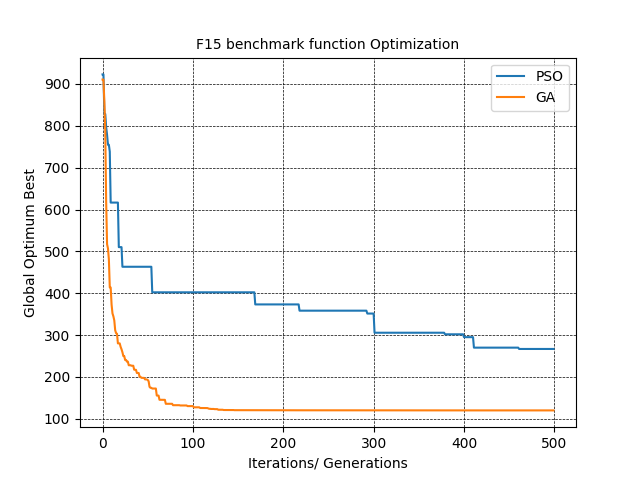 F15 benchmark function Optimization
PSO
GA
Global Optimum Best
900
800
700
600
500
400
300
200
100
0 100 200 300 400 500
Iterations/ Generations